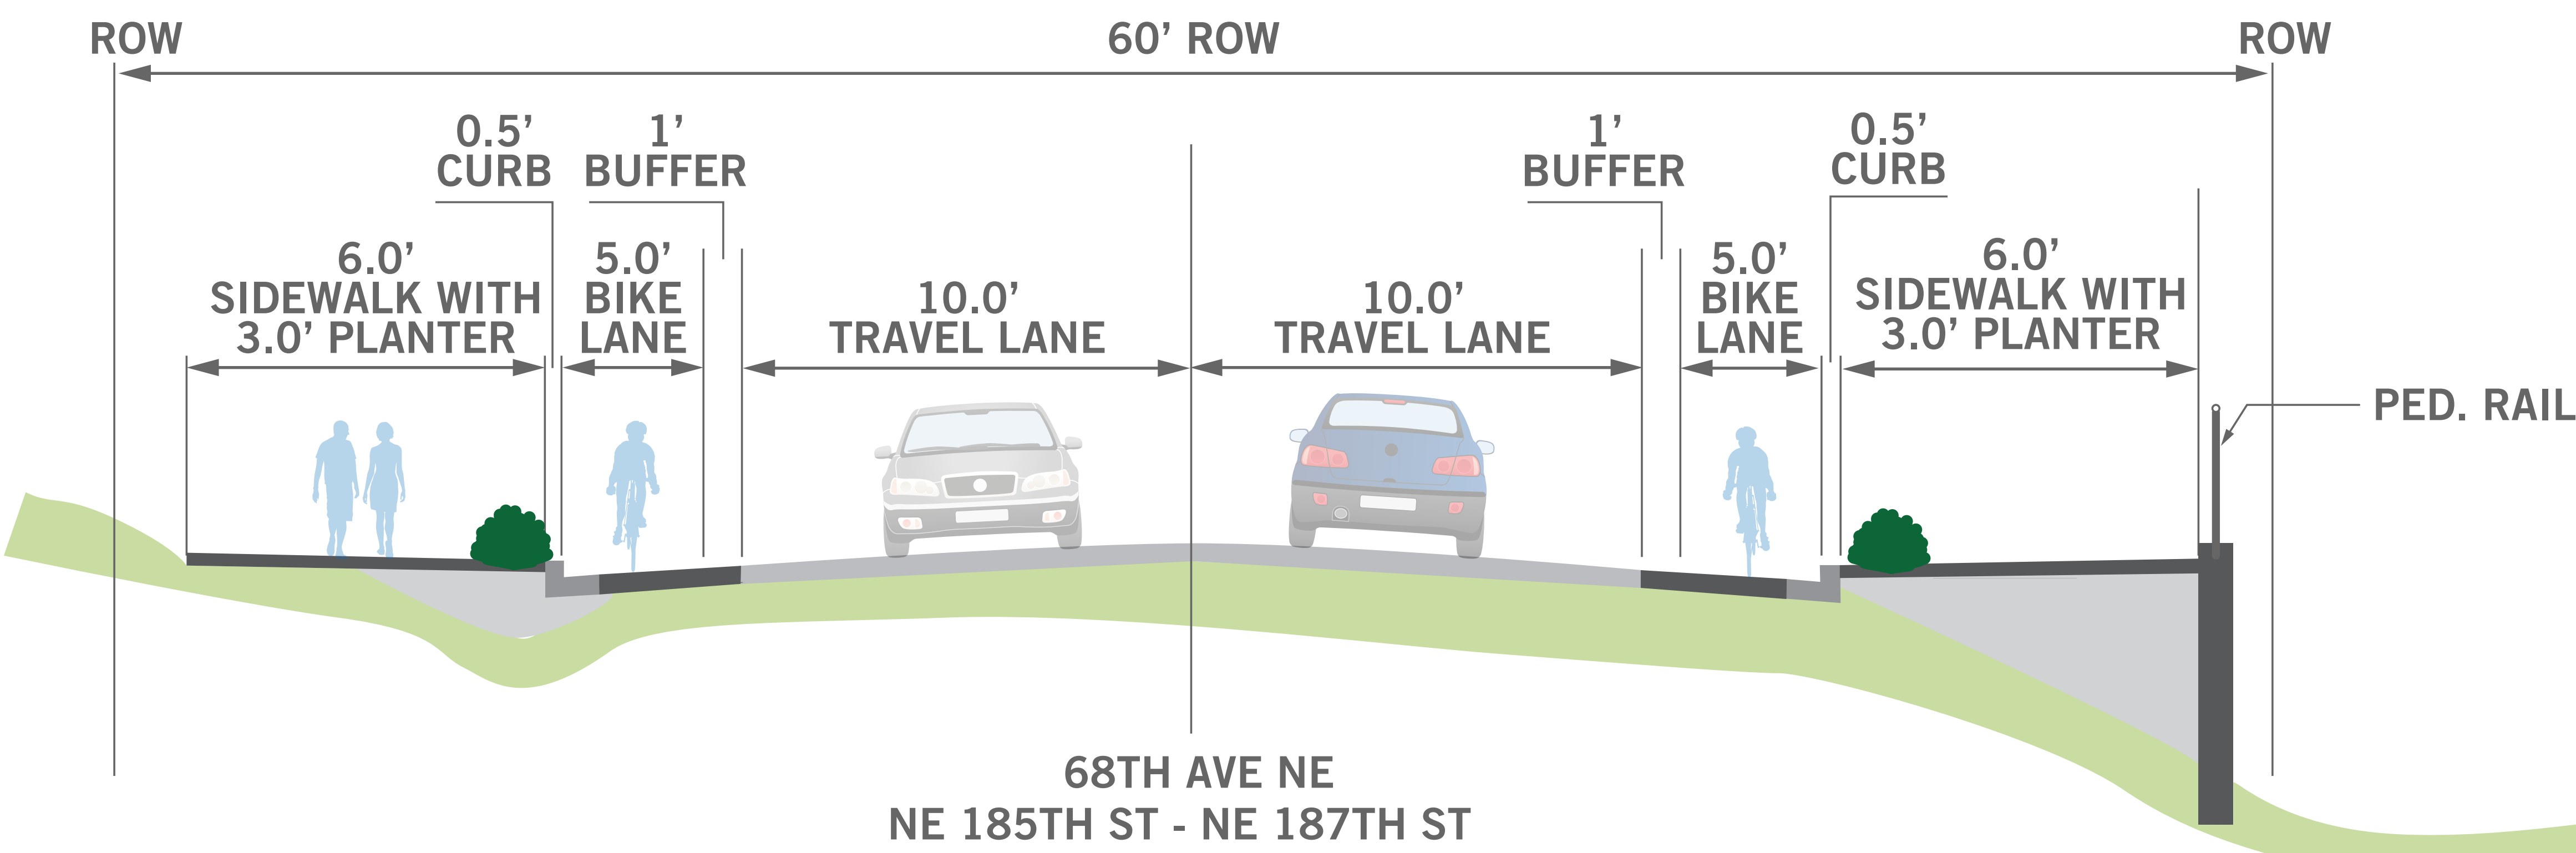 ROW
60’ ROW
ROW
0.5’
CURB
1’
BUFFER
1’
BUFFER
0.5’
CURB
6.0’
SIDEWALK WITH
3.0’ PLANTER
5.0’
BIKE
LANE
10.0’
TRAVEL LANE
10.0’
TRAVEL LANE
5.0’
BIKE
LANE
6.0’
SIDEWALK WITH
3.0’ PLANTER
PED. RAIL
68TH AVE NE
NE 185TH ST - NE 187TH ST